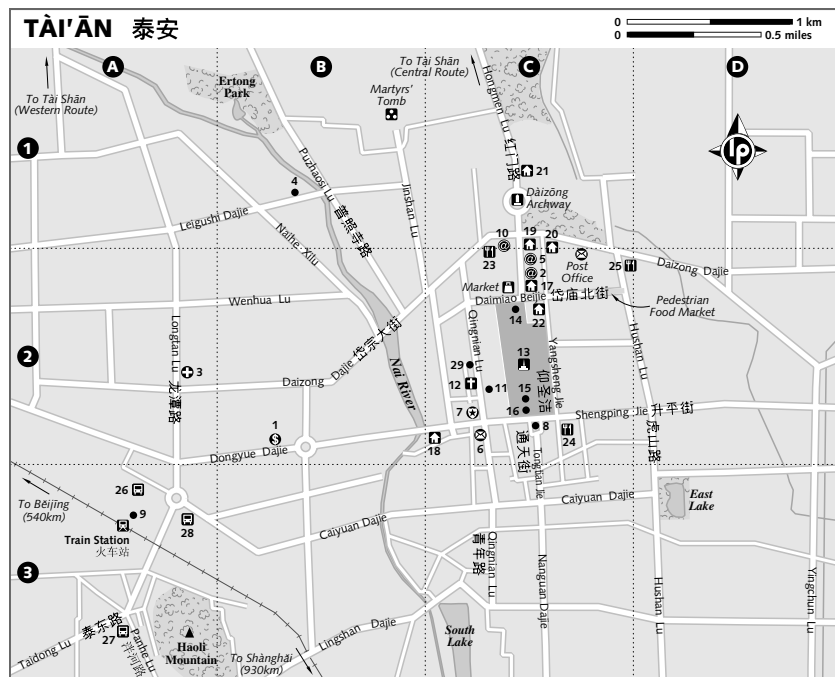 TÀI'ĀN 泰安
0 1 km
0 0.5 miles
A
B
C
D
To Tài Shān
(Western Route)
Ertong
Park
To Tài Shān
(Central Route)
Martyrs'
Tomb
Hongmen Lu 红门路
lp
1
4
Puzhaosi Lu 普照寺路
Jinshan Lu
21
Dàizōng
Archway
Leigushi Dajie
Naihe Xilu
10
19
20
23
5
2
17
Post
Office
25
Daizong Dajie
Market
Wenhua Lu
Daimiao Beijie 岱庙北街
Pedestrian
Food Market
14
22
Longtan Lu 龙潭路
Daizong Dajie 岱宗大街
Nai River
Qingnian Lu
Yangsheng Jie
仰圣洁
Hushan Lu
虎山路
2
3
13
29
12
11
15
16
7
Shengping Jie 升平街
1
Dongyue Dajie
18
6
8
24
通天街
Tongtian Jie
26
To Běijīng
(540km)
9
28
Train Station
火车站
Caiyuan Dajie
Caiyuan Dajie
East
Lake
青年路
Qingnian Lu
Nanguan Dajie
Hushan Lu
Yingchun Lu
3
泰东路
Taidong Lu
27
Panhe Lu
泮河路
Haoli
Mountain
To Shànghǎi
(930km)
Lingshan Dajie
South
Lake